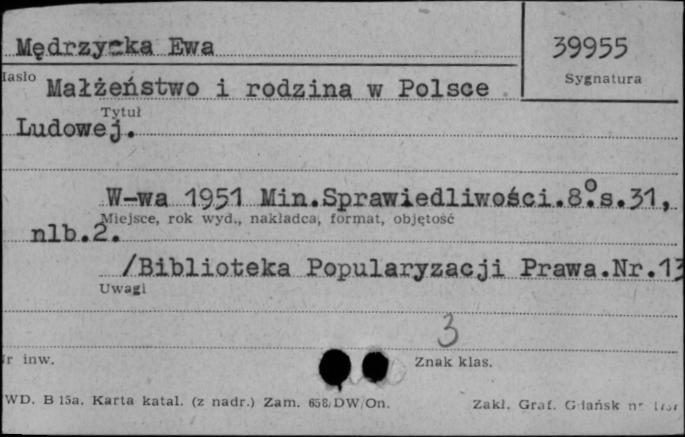 Mędrzycka Ewa
39955
Hasło
Sygnatura
Małżeństwo i rodzina w Polsce
Tytuł
Ludowej.
W-wa 1951 Min.Sprawiedliwości.8°.s.31,
Miejsce, rok wyd., nakładca, format, objętość
nlb.2.
/Biblioteka Popularyzacji Prawa.Nr.13
Uwagi
3
Nr inw.
Znak klas.
WD. B 15a. Karta katal. (z nadr.) Zam. 658/DW/On.
Zakł. Graf. Gdańsk nr